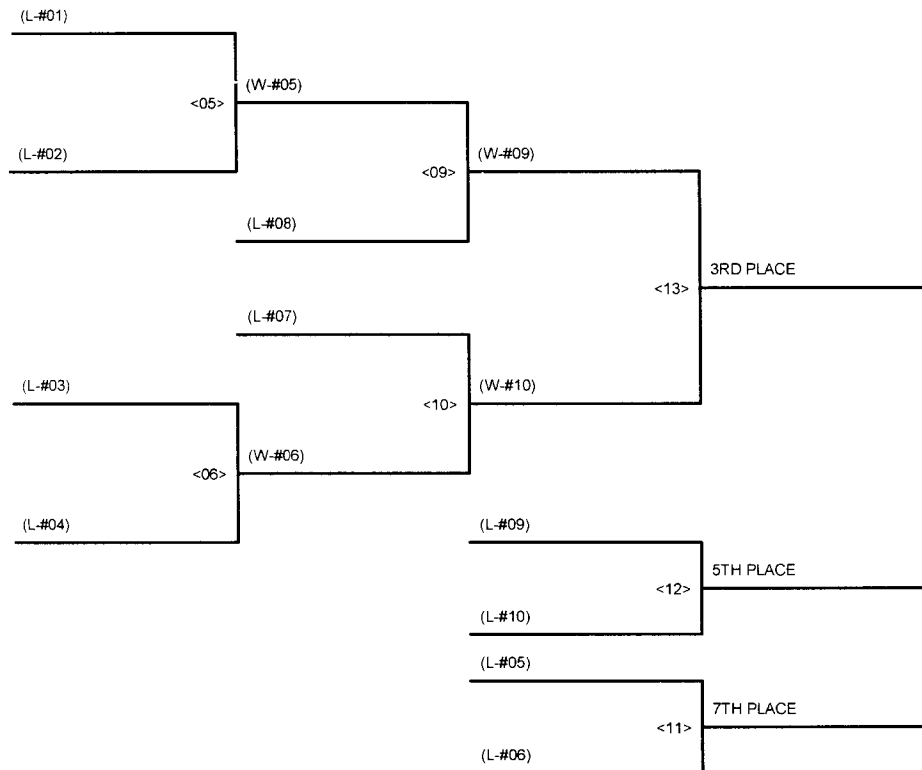 (L-#01)
(W-#05)
<05>
(L-#02)
(W-#09)
<09>
(L-#08)
3RD PLACE
<13>
(L-#07)
(L-#03)
(W-#10)
<10>
(W-#06)
<06>
(L-#04)
(L-#09)
5TH PLACE
<12>
(L-#10)
(L-#05)
7TH PLACE
<11>
(L-#06)